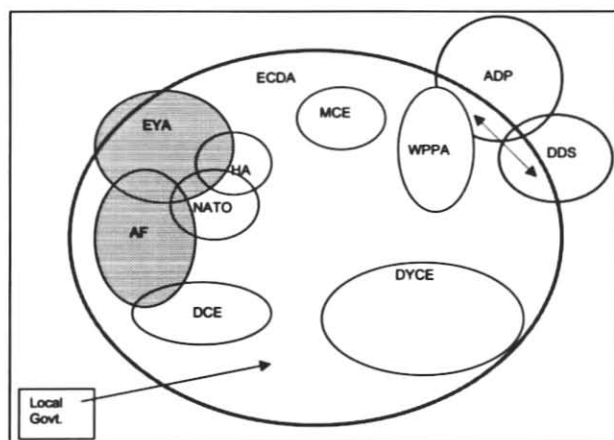 ADP
ECDA
MCE
EYA
WPPA
DDS
HA
NATO
AF
DYCE
DCE
Local
Govt.